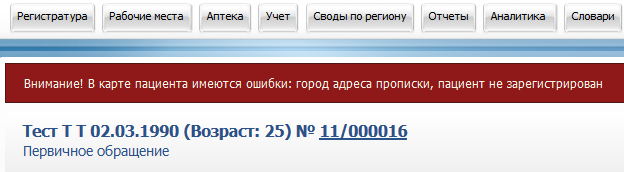 Регистратура Рабочие места Аптека Учет Своды по региону Отчеты Аналитика Словари
Внимание! В карте пациента имеются ошибки: город адреса прописки, пациент не зарегистрирован
Тест Т Т 02.03.1990 (Возраст: 25) № 11/000016
Первичное обращение